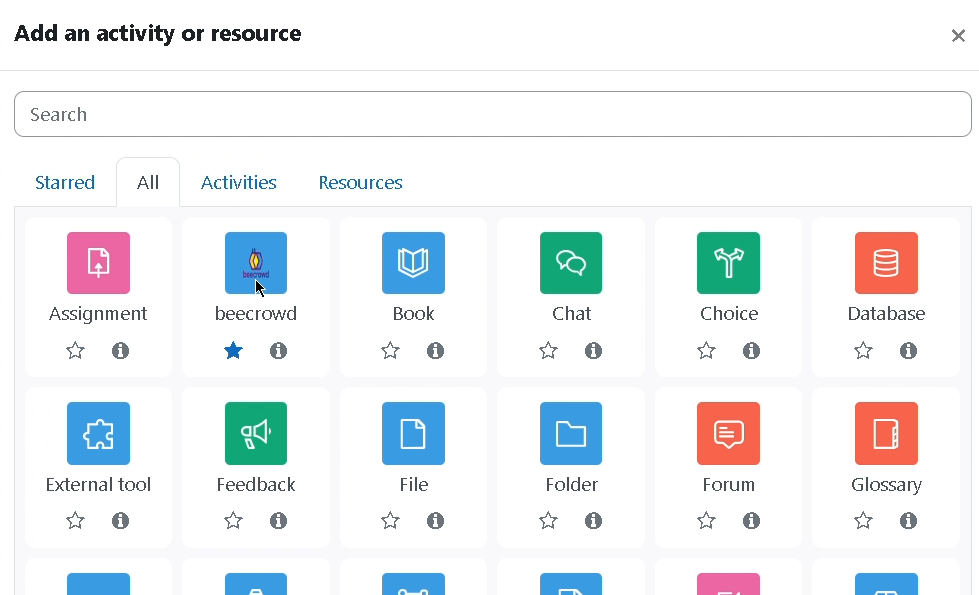 Add an activity or resource
×
Search
Starred All Activities Resources
beecrowd
Assignment beecrowd Book Chat Choice Database
External tool Feedback File Folder Forum Glossary